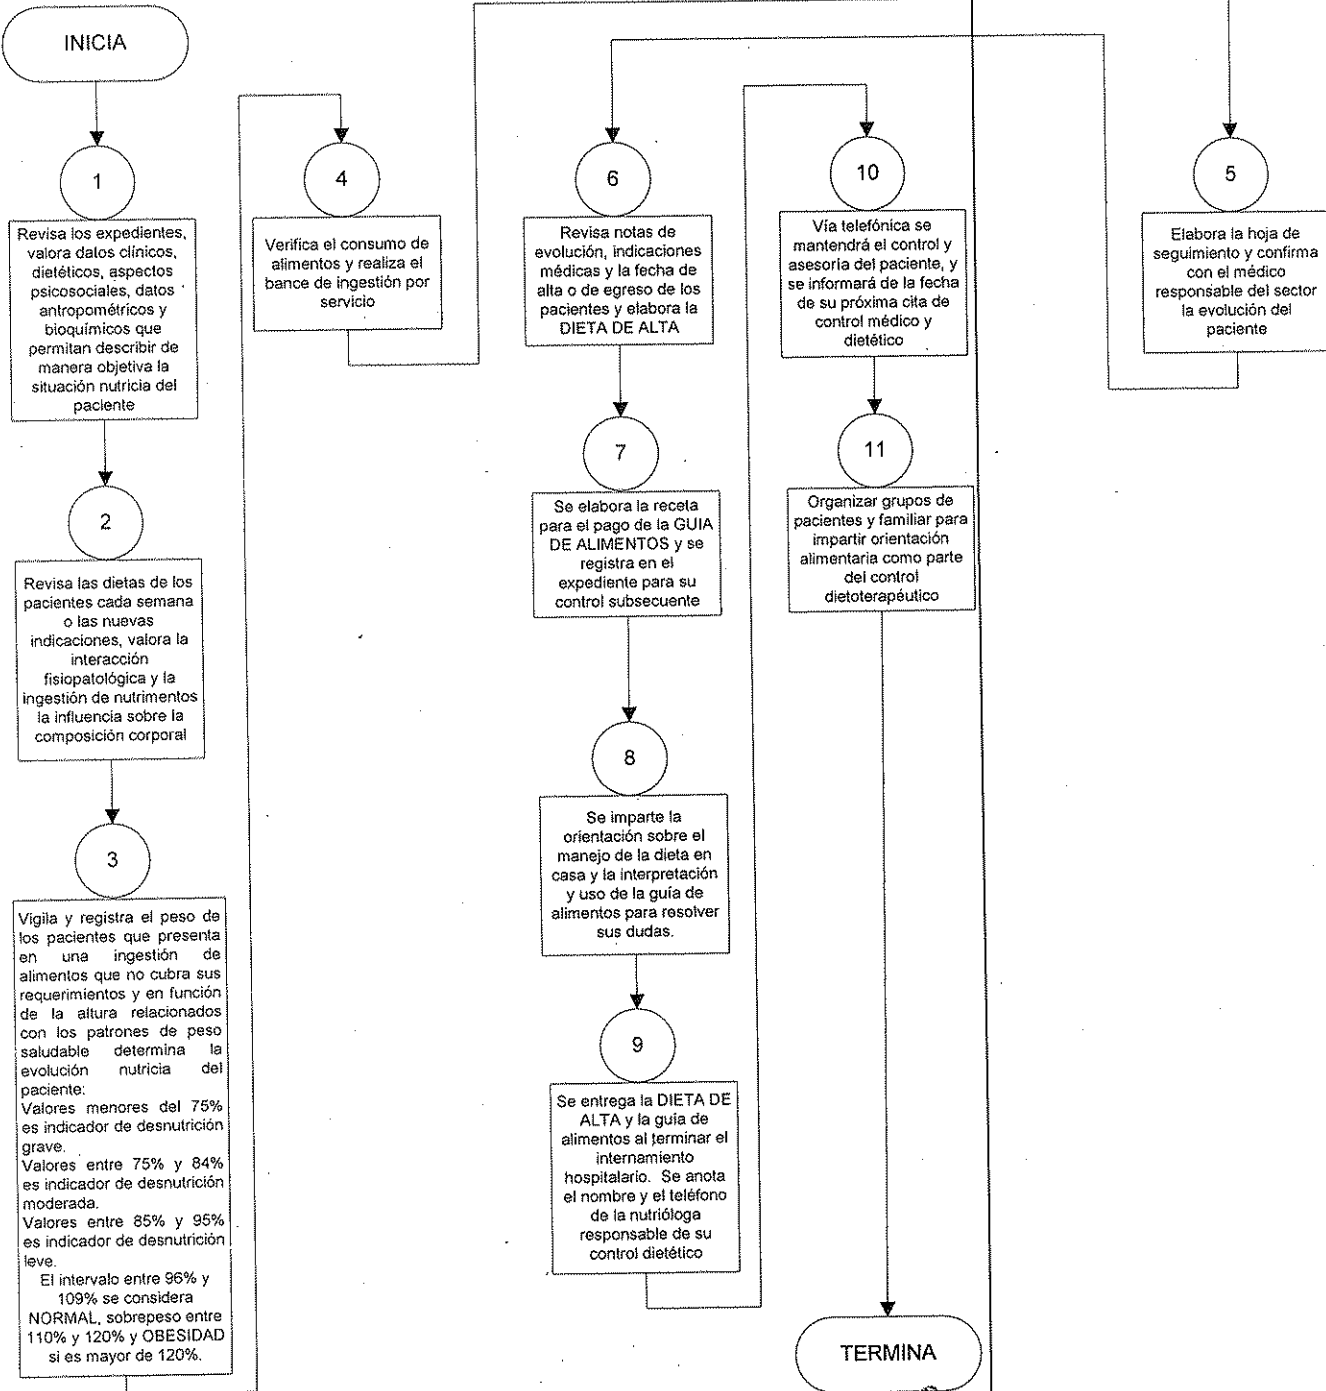 INICIA
1
Revisa los expedientes,
valora datos clínicos,
dietéticos, aspectos
psicosociales, datos
antropométricos y
bioquímicos que
permitan describir de
manera objetiva la
situación nutricia del
paciente
2
Revisa las dietas de los
pacientes cada semana
o las nuevas
indicaciones, valora la
interacción
fisiopatológica y la
ingestión de nutrimentos
la influencia sobre la
composición corporal
3
Vigila y registra el peso de
los pacientes que presenta
en una ingestión de
alimentos que no cubra sus
requerimientos y en función
de la altura relacionados
con los patrones de peso
saludable determina la
evolución nutricia del
paciente:
Valores menores del 75%
es indicador de desnutrición
grave.
Valores entre 75% y 84%
es indicador de desnutrición
moderada.
Valores entre 85% y 95%
es indicador de desnutrición
leve.
El intervalo entre 96% y
109% se considera
NORMAL, sobrepeso entre
110% y 120% y OBESIDAD
si es mayor de 120%.
4
Verifica el consumo de
alimentos y realiza el
bance de ingestión por
servicio
5
Elabora la hoja de
seguimiento y confirma
con el médico
responsable del sector
la evolución del
paciente
6
Revisa notas de
evolución, indicaciones
médicas y la fecha de
alta o de egreso de los
pacientes y elabora la
DIETA DE ALTA
7
Se elabora la receta
para el pago de la GUIA
DE ALIMENTOS y se
registra en el
expediente para su
control subsecuente
8
Se imparte la
orientación sobre el
manejo de la dieta en
casa y la interpretación
y uso de la guía de
alimentos para resolver
sus dudas.
9
Se entrega la DIETA DE
ALTA y la guía de
alimentos al terminar el
internamiento
hospitalario. Se anota
el nombre y el teléfono
de la nutrióloga
responsable de su
control dietético
10
Vía telefónica se
mantendrá el control y
asesoría del paciente, y
se informará de la fecha
de su próxima cita de
control médico y
dietético
11
Organizar grupos de
pacientes y familiar para
impartir orientación
alimentaria como parte
del control
dietoterapéutico
TERMINA